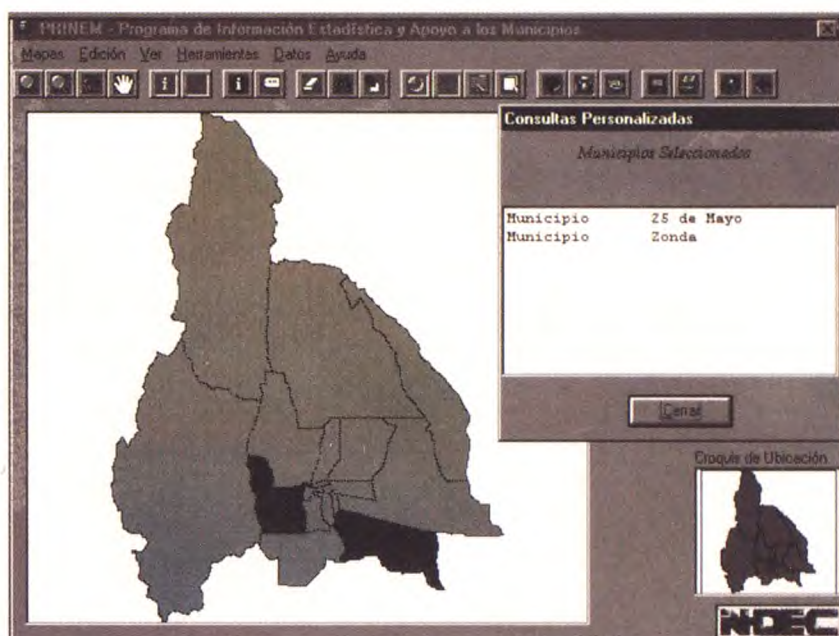 PRINEM - Programa de Información Estadística y Apoyo a los Municipios
Mapas Edición Ver Herramientas Datos Ayuda
Consultas Personalizadas
Municipios Seleccionados
Municipio 25 de Mayo
Municipio Zonda
Cerrar
Croquis de Ubicación
INDEC